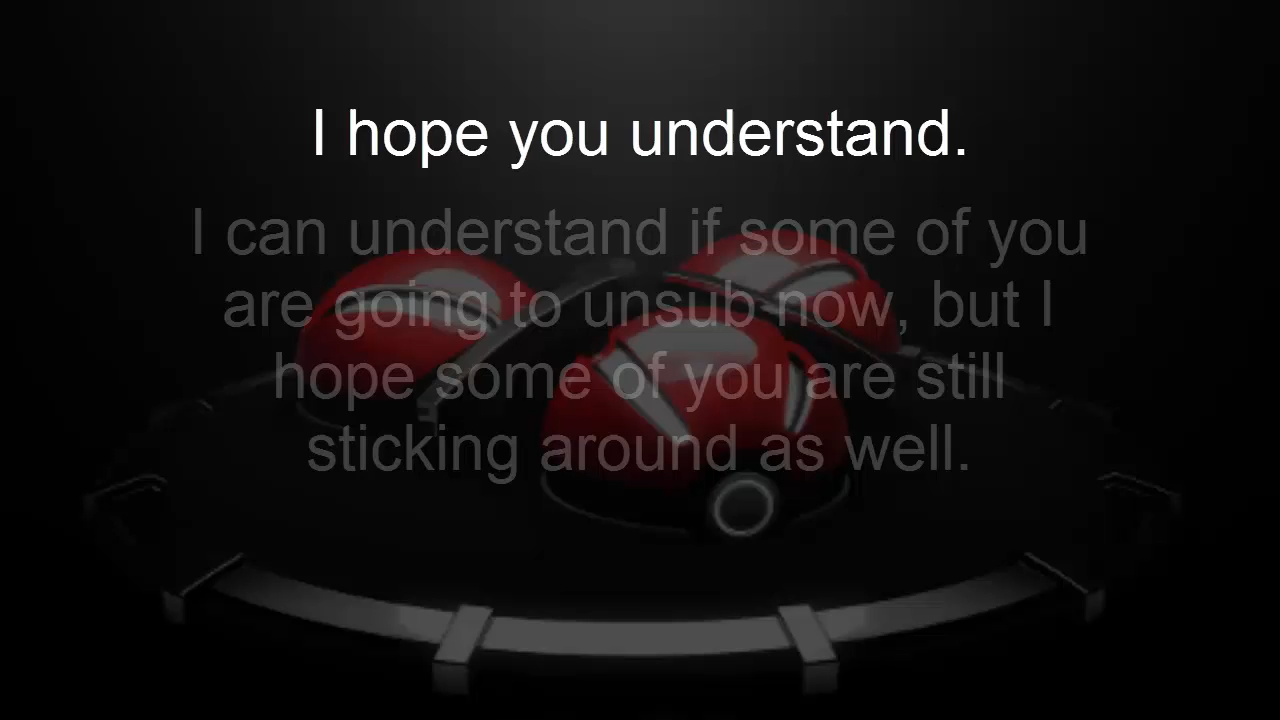 I hope you understand.
I can understand if some of you
are going to unsub now, but I
hope some of you are still
sticking around as well.